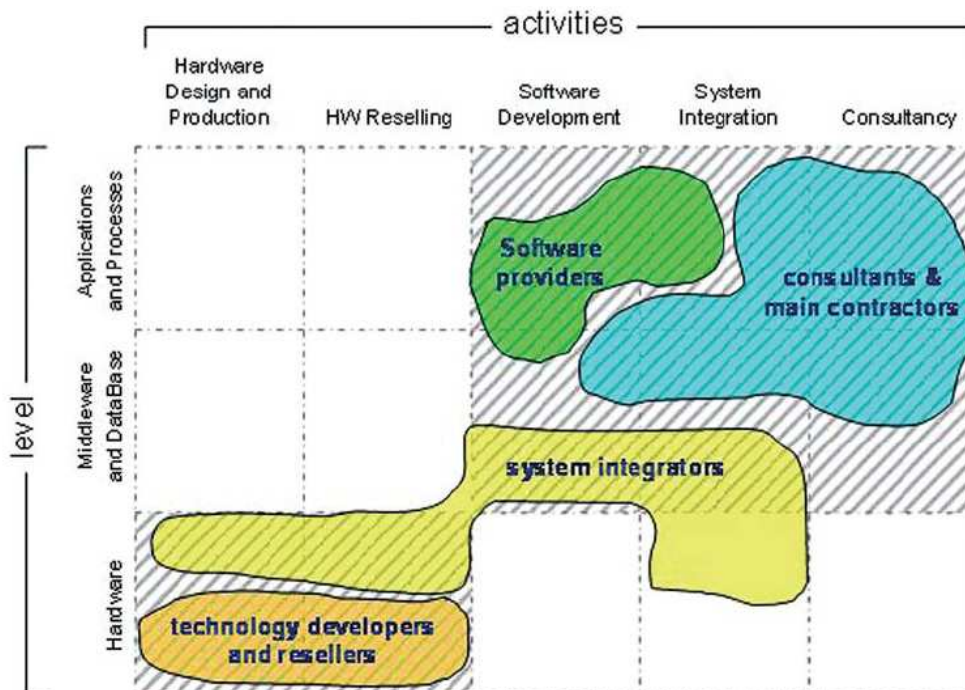 activities
Hardware
Design and
Production
HW Reselling
Software
Development
System
Integration
Consultancy
level
Applications
and Processes
Middleware
and DataBase
Hardware
Software
providers
consultants &
main contractors
system integrators
technology developers
and resellers